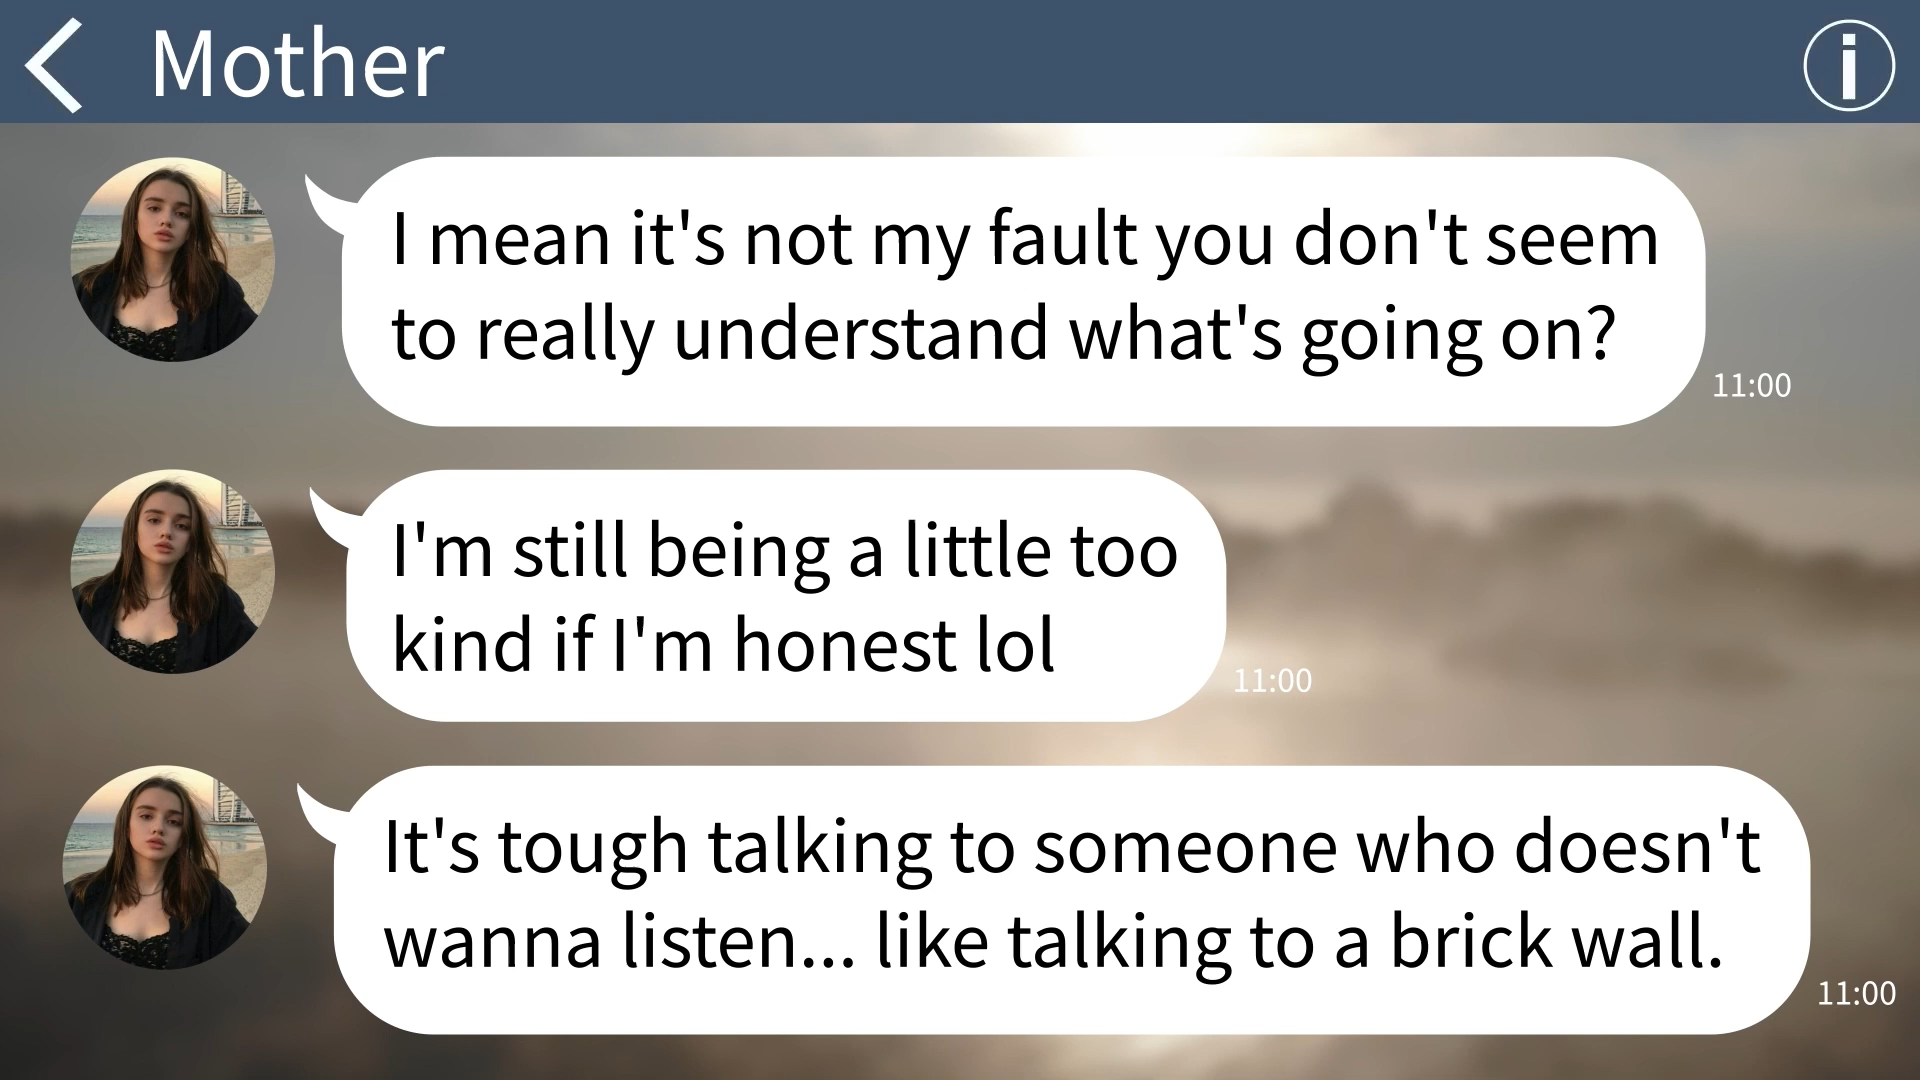 Mother
I mean it's not my fault you don't seem
to really understand what's going on?
11:00
I'm still being a little too
kind if I'm honest lol
11:00
It's tough talking to someone who doesn't
wanna listen... like talking to a brick wall.
11:00